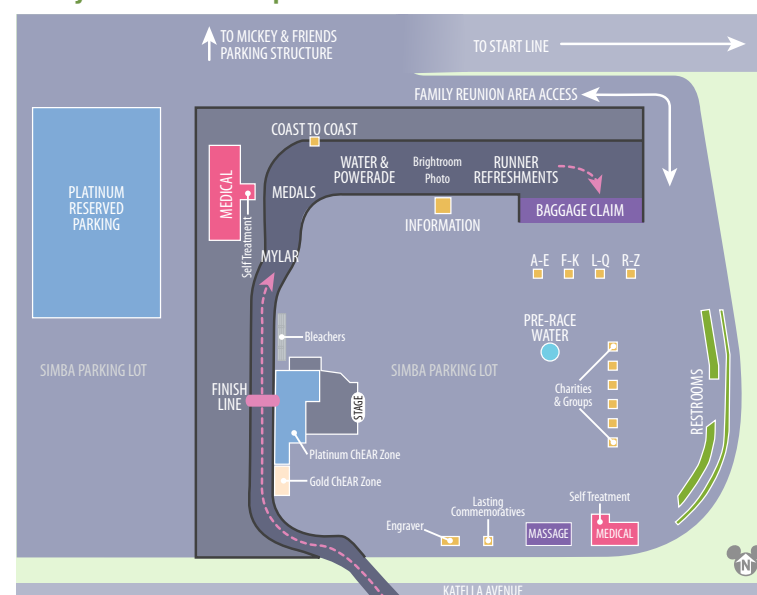 TO MICKEY & FRIENDS
PARKING STRUCTURE
TO START LINE
FAMILY REUNION AREA ACCESS
COAST TO COAST
PLATINUM
RESERVED
PARKING
MEDICAL
Self Treatment
MEDALS
WATER &
POWERADE
Brightroom
Photo
RUNNER
REFRESHMENTS
BAGGAGE CLAIM
INFORMATION
MYLAR
A-E F-K L-Q R-Z
PRE-RACE
WATER
Bleachers
SIMBA PARKING LOT
SIMBA PARKING LOT
FINISH
LINE
STAGE
Charities
& Groups
RESTROOMS
Platinum ChEAR Zone
Gold ChEAR Zone
Engraver
Lasting
Commemoratives
Self Treatment
MASSAGE
MEDICAL
N
KATELLA AVENUE